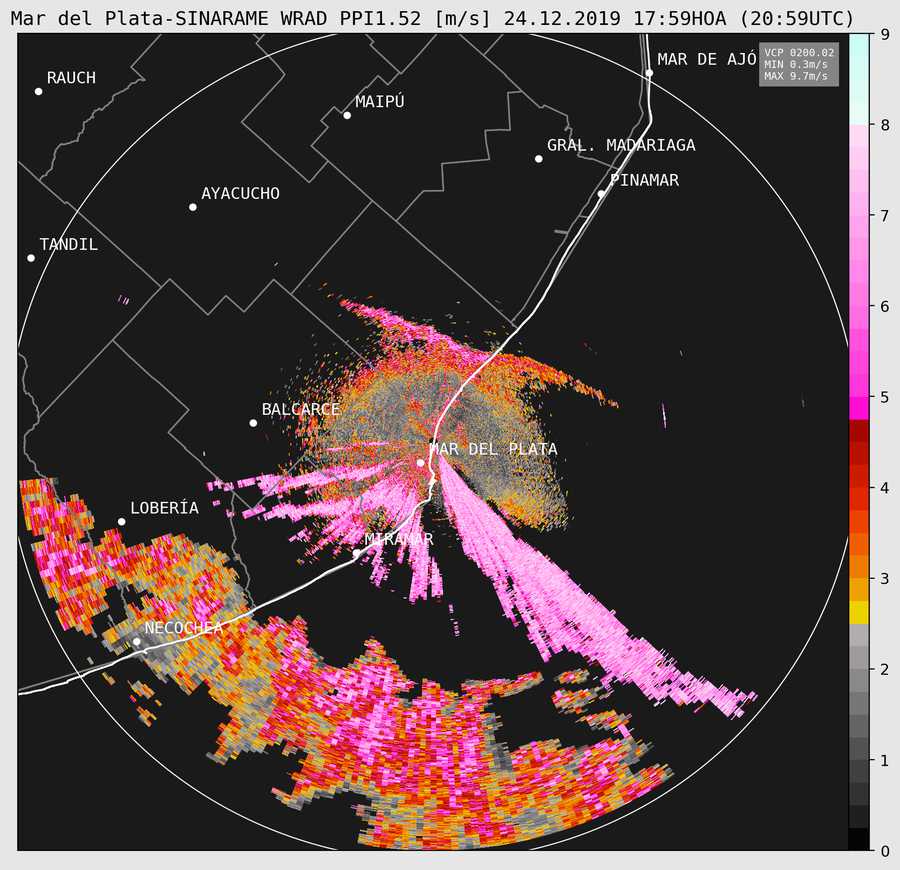 Mar del Plata-SINARAME WRAD PPI1.52 [m/s] 24.12.2019 17:59HOA (20:59UTC)
VCP 0200.02
MIN 0.3m/s
MAX 9.7m/s
MAR DE AJÓ
RAUCH
MAIPÚ
GRAL. MADARIAGA
PINAMAR
AYACUCHO
TANDIL
BALCARCE
MAR DEL PLATA
LOBERÍA
MIRAMAR
NECOCHEA
9
8
7
6
5
4
3
2
1
0